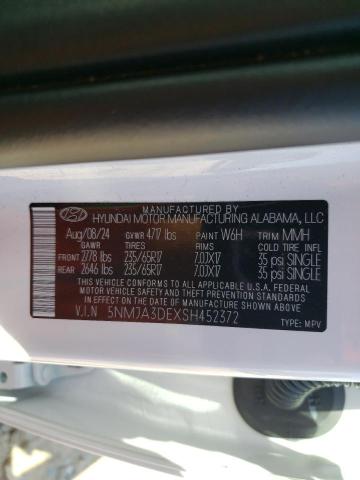 MANUFACTURED BY
HYUNDAI MOTOR MANUFACTURING ALABAMA, LLC
Aug/08/24 GVWR 4717 lbs PAINT W6H TRIM MMH
GAWR TIRES RIMS COLD TIRE INFL
FRONT 2778 lbs 235/65R17 7.0JX17 35 psi SINGLE
REAR 2646 lbs 235/65R17 7.0JX17 35 psi SINGLE
THIS VEHICLE CONFORMS TO ALL APPLICABLE U.S.A. FEDERAL
MOTOR VEHICLE SAFETY STANDARDS IN EFFECT
ON THE DATE OF MANUFACTURE SHOWN ABOVE
V.I.N 5NMJA3DEXSH452372
TYPE: MPV